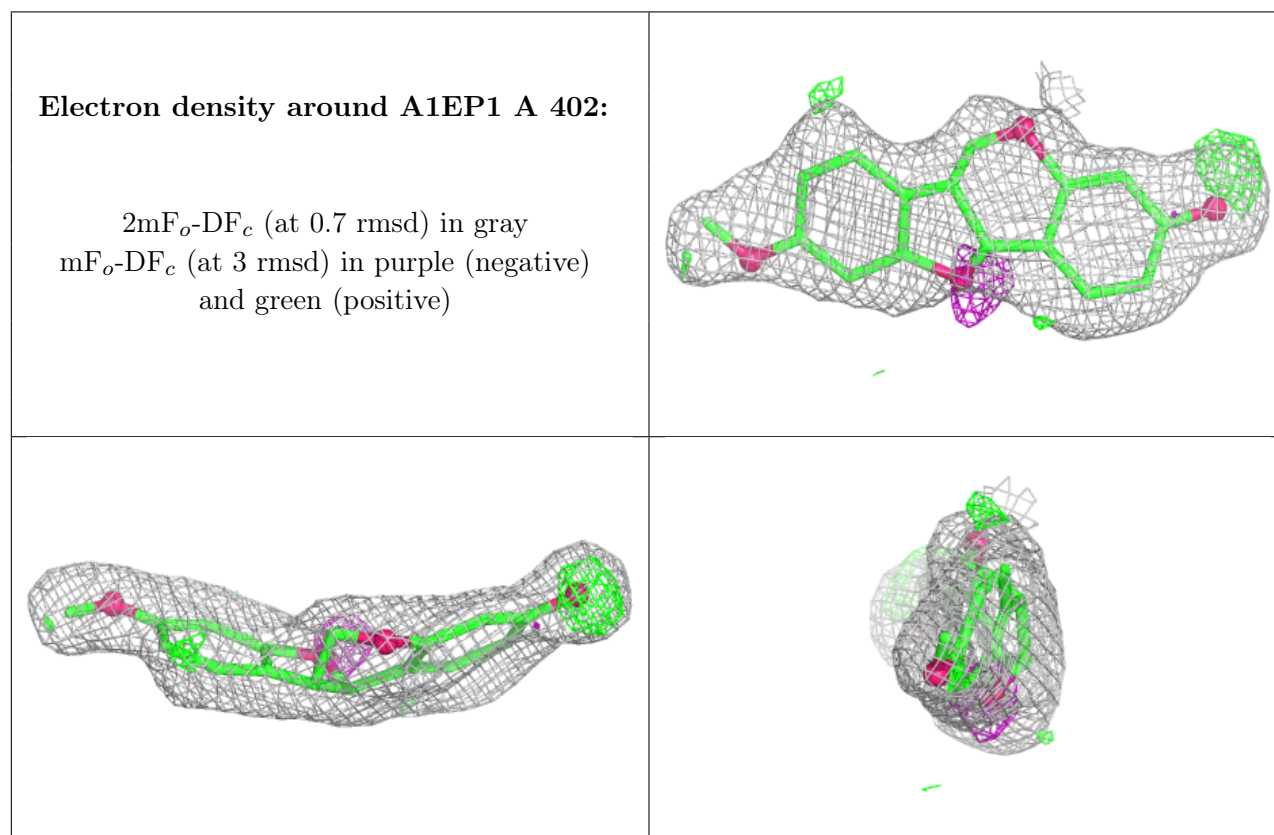 Electron density around A1EP1 A 402:
2mFo-DFc (at 0.7 rmsd) in gray
mFo-DFc (at 3 rmsd) in purple (negative)
and green (positive)